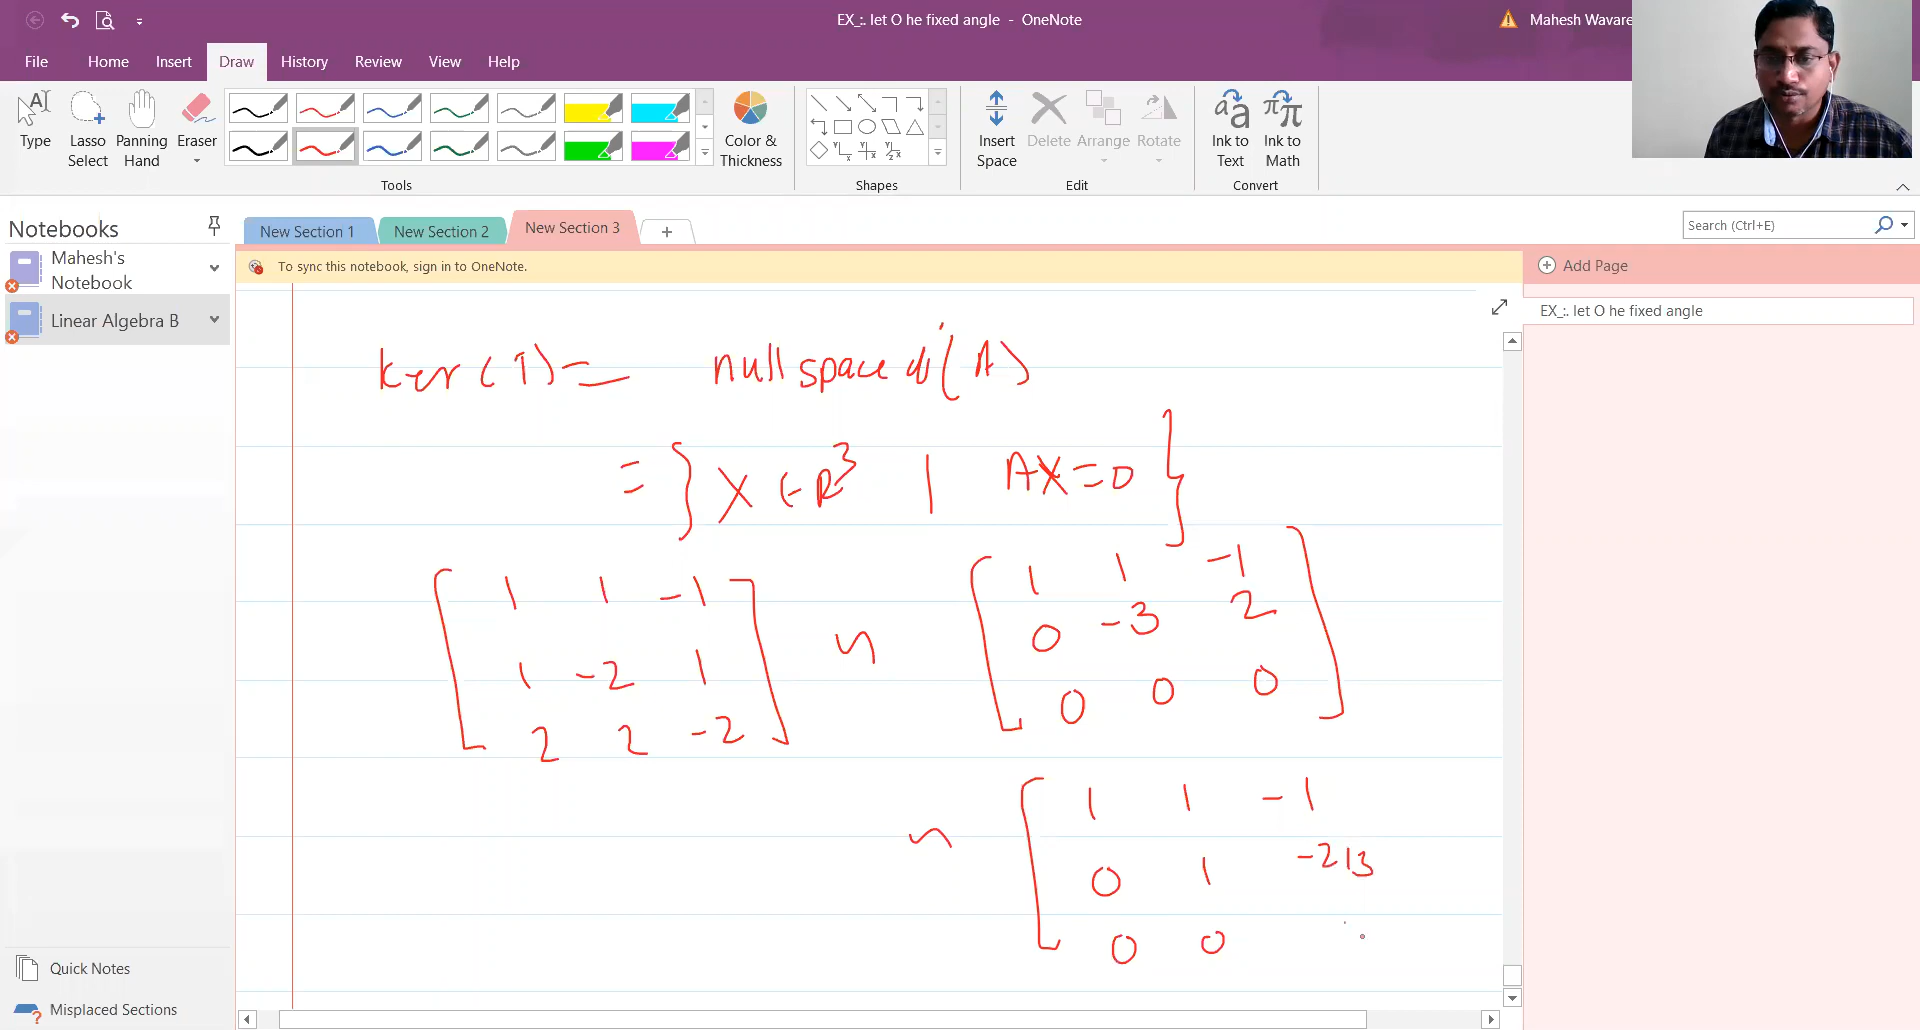 EX_:. let O he fixed angle - OneNote
Mahesh Wavare
File Home Insert Draw History Review View Help
Type
Lasso Select
Panning Hand
Eraser
Color & Thickness
Insert Space
Delete
Arrange
Rotate
Ink to Text
Ink to Math
Tools
Shapes
Edit
Convert
Notebooks
New Section 1
New Section 2
New Section 3
Search (Ctrl+E)
Mahesh's Notebook
To sync this notebook, sign in to OneNote.
Add Page
Linear Algebra B
EX_:. let O he fixed angle
ker(T) = null space of (A)
= { X ∈ R³ | AX = 0 }
1 1 -1
1 -2 1
2 2 -2
~
1 1 -1
0 -3 2
0 0 0
~
1 1 -1
0 1 -2/3
0 0
Quick Notes
Misplaced Sections